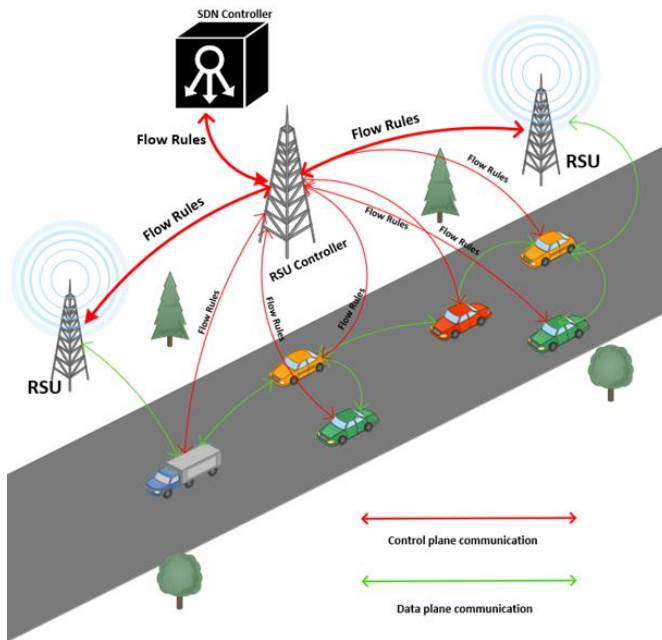 SDN Controller
Flow Rules
Flow Rules
RSU
Flow Rules
Flow Rules
Flow Rules
Flow Rules
RSU Controller
Flow Rules
Flow Rules
Flow Rules
RSU
Control plane communication
Data plane communication